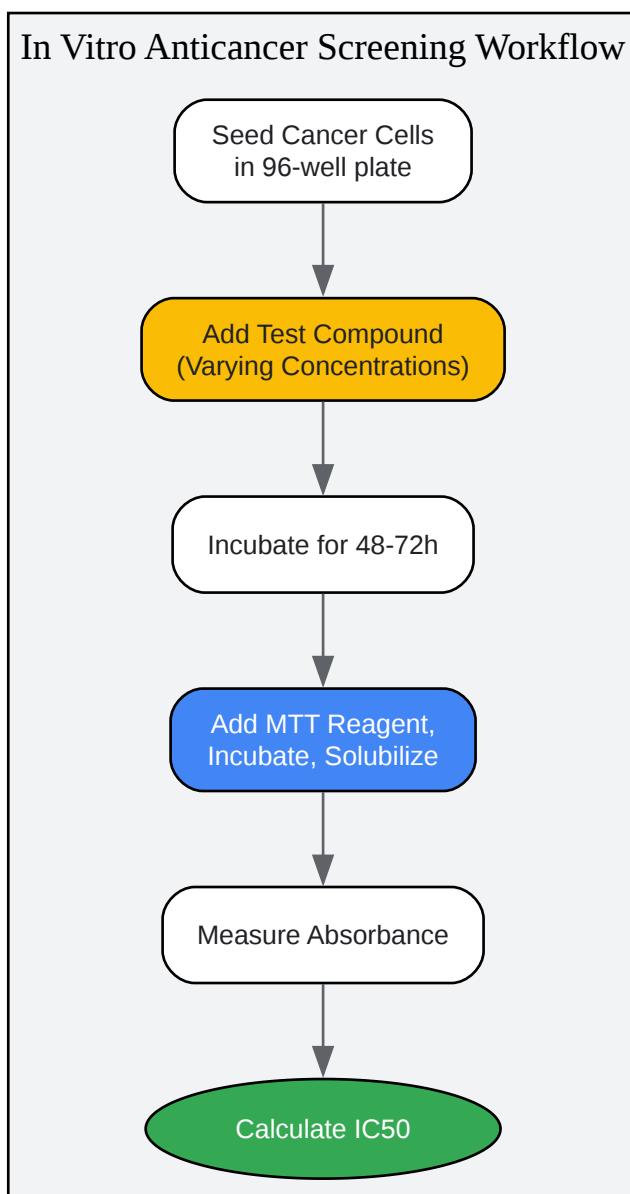 In Vitro Anticancer Screening Workflow
Seed Cancer Cells
in 96-well plate
Add Test Compound
(Varying Concentrations)
Incubate for 48-72h
Add MTT Reagent,
Incubate, Solubilize
Measure Absorbance
Calculate IC50